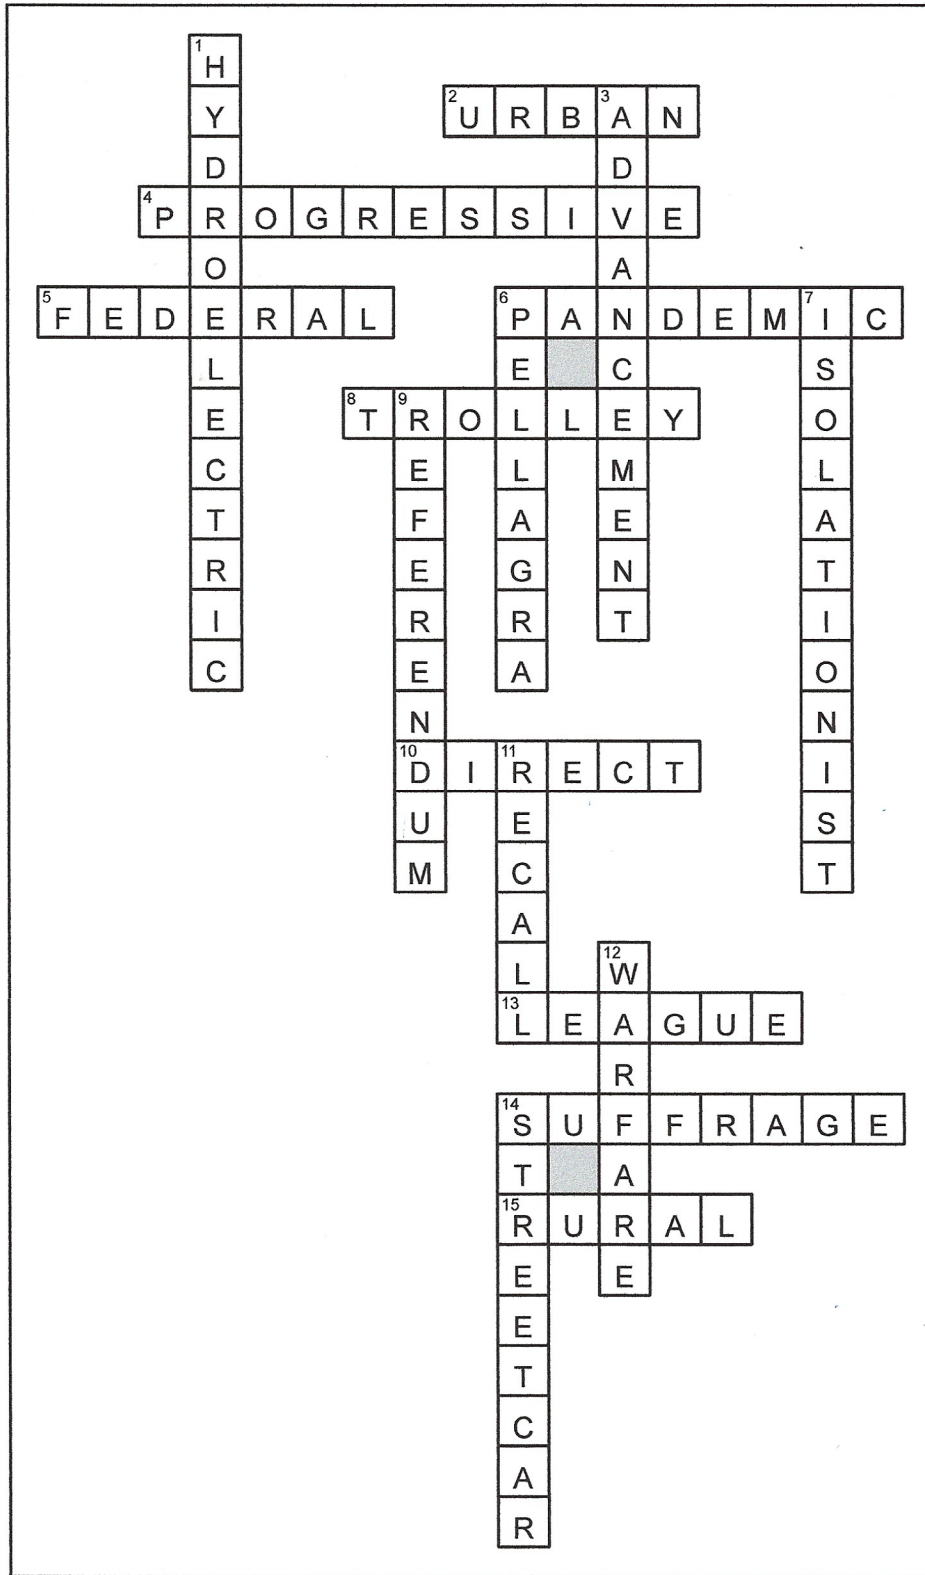 1
H
Y 2 U R B 3 A N
D D
4 P R O G R E S S I V E
O A
5 F E D E R A L 6 P A N D E M 7 I C
L E C S
E 8 T 9 R O L L E Y O
C E L M L
T F A E A
R E G N T
I R R T I
C E A O
N N
10 D I 11 R E C T I
U E S
M C T
A
L 12 W
13 L E A G U E
R
14 S U F F R A G E
T A
15 R U R A L
E E
E
T
C
A
R